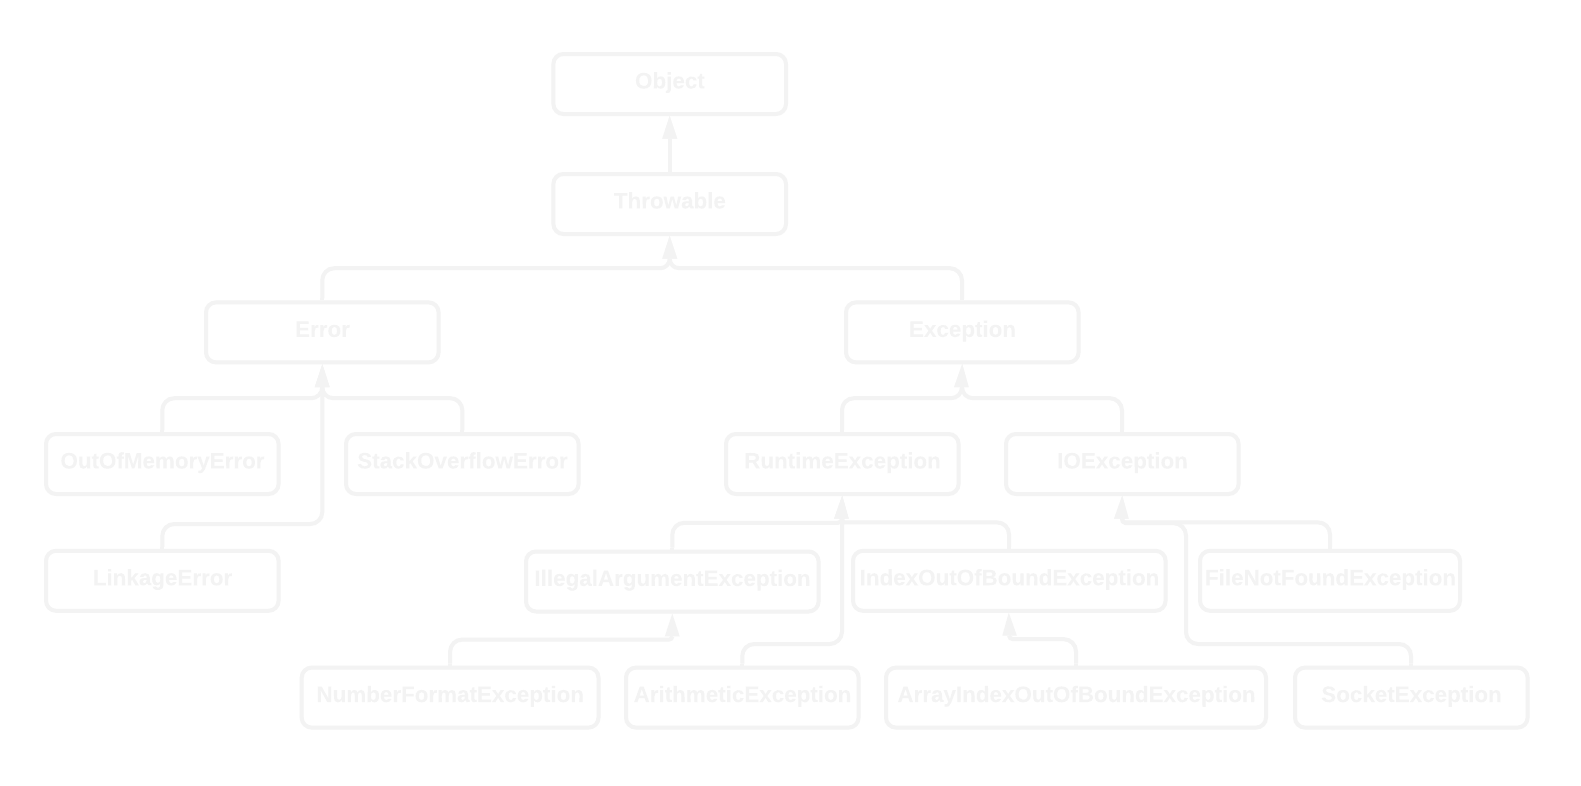 Object
Throwable
Error
Exception
OutOfMemoryError
StackOverflowError
RuntimeException
IOException
LinkageError
IllegalArgumentException
IndexOutOfBoundException
FileNotFoundException
NumberFormatException
ArithmeticException
ArrayIndexOutOfBoundException
SocketException